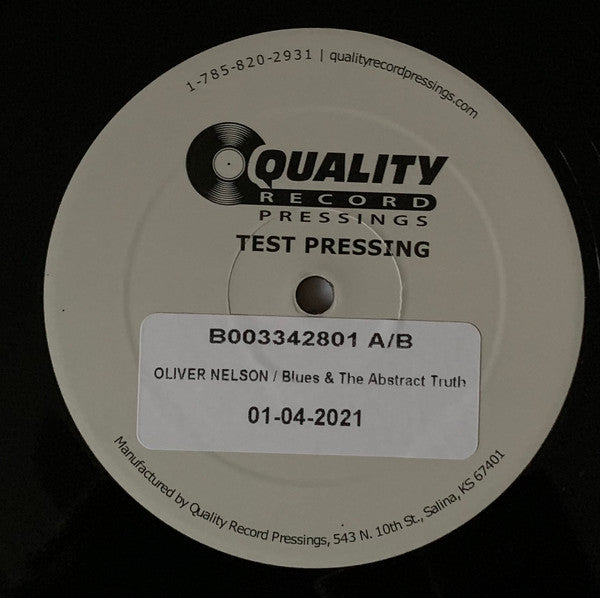 1-785-820-2931 | qualityrecordpressings.com
QUALITY
RECORD
PRESSINGS
TEST PRESSING
B003342801 A/B
OLIVER NELSON / Blues & The Abstract Truth
01-04-2021
Manufactured by Quality Record Pressings, 543 N. 10th St., Salina, KS 67401